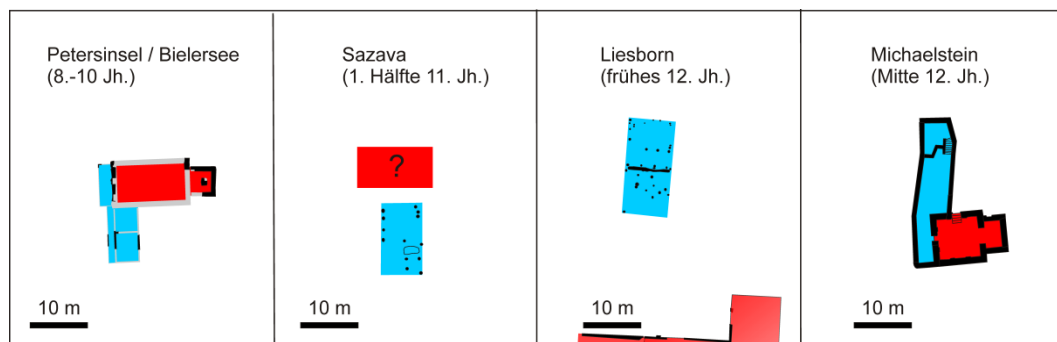 Petersinsel / Bielersee
(8.-10 Jh.)
10 m
Sazava
(1. Hälfte 11. Jh.)
?
10 m
Liesborn
(frühes 12. Jh.)
10 m
Michaelstein
(Mitte 12. Jh.)
10 m